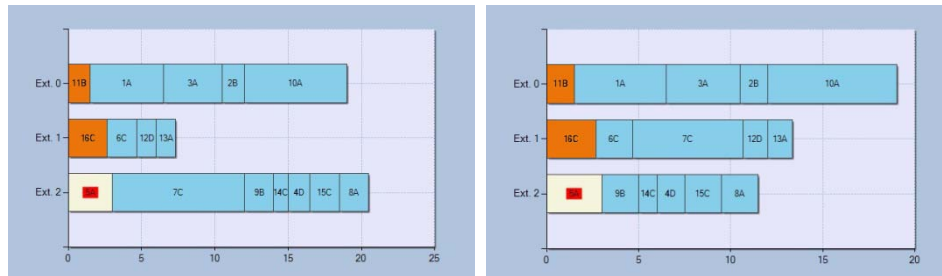 Ext. 0 11B 1A 3A 2B 10A
Ext. 1 16C 6C 12D 13A
Ext. 2 5A 7C 9B 14C 4D 15C 8A
0 5 10 15 20 25
Ext. 0 11B 1A 3A 2B 10A
Ext. 1 16C 6C 7C 12D 13A
Ext. 2 5A 9B 14C 4D 15C 8A
0 5 10 15 20